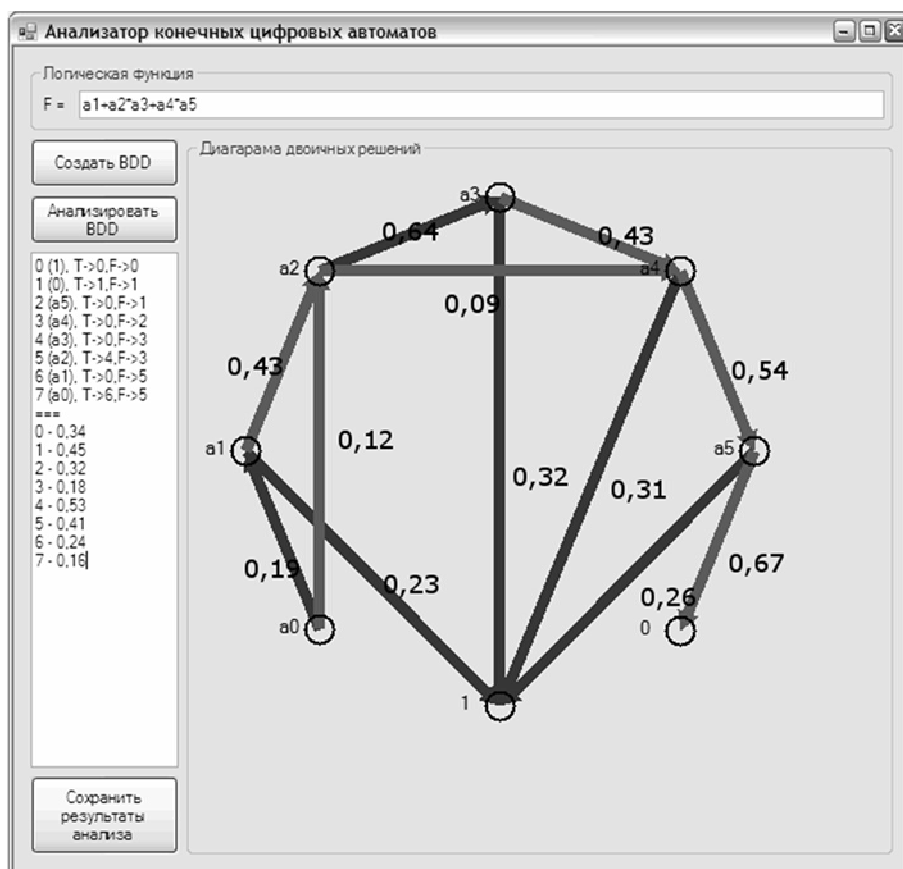 Анализатор конечных цифровых автоматов
Логическая функция
F = a1+a2*a3+a4*a5
Создать BDD
Анализировать
BDD
0 (1), T->0,F->0
1 (0), T->1,F->1
2 (a5), T->0,F->1
3 (a4), T->0,F->2
4 (a3), T->0,F->3
5 (a2), T->4,F->3
6 (a1), T->0,F->5
7 (a0), T->6,F->5
===
0 - 0,34
1 - 0,45
2 - 0,32
3 - 0,18
4 - 0,53
5 - 0,41
6 - 0,24
7 - 0,16
Сохранить
результаты
анализа
Диагарама двоичных решений
a3
0,64
0,43
a2
a4
0,09
0,43
0,54
0,12
a1
a5
0,32
0,31
0,19
0,23
0,67
0,26
a0
0
1